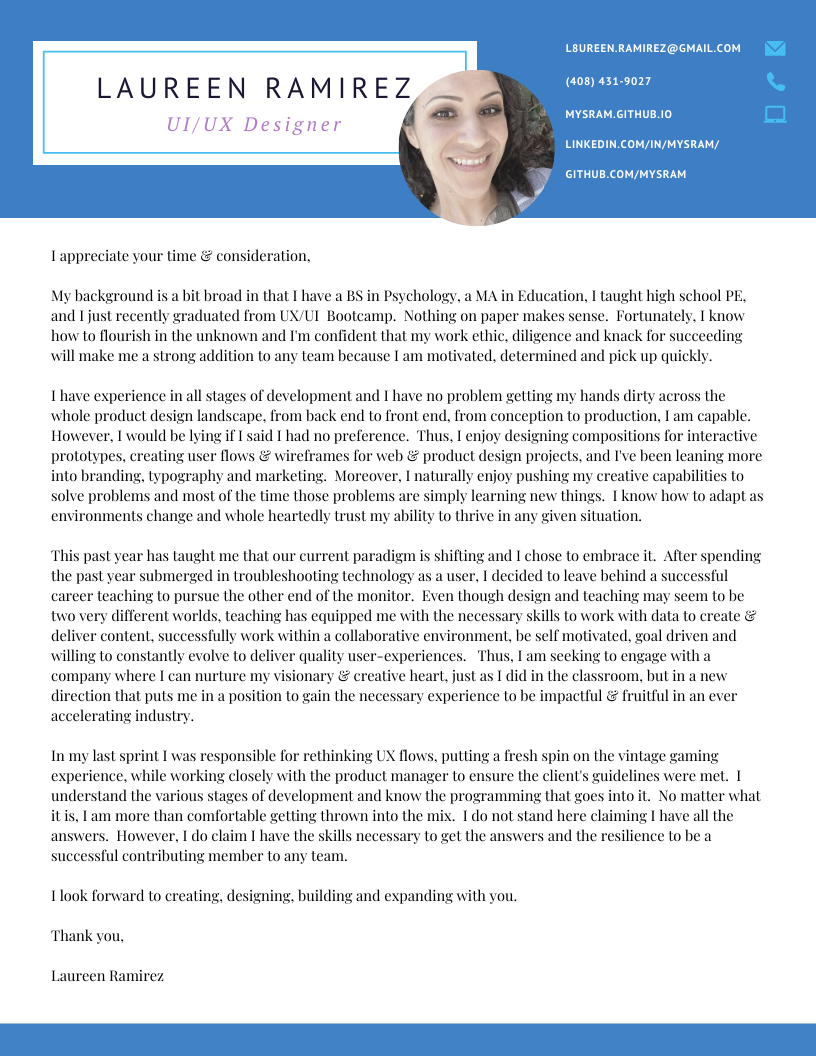 LAUREEN RAMIREZ
UI/UX Designer
L8UREEN.RAMIREZ@GMAIL.COM
(408) 431-9027
MYSRAM.GITHUB.IO
LINKEDIN.COM/IN/MYSRAM/
GITHUB.COM/MYSRAM
I appreciate your time & consideration,
My background is a bit broad in that I have a BS in Psychology, a MA in Education, I taught high school PE,
and I just recently graduated from UX/UI  Bootcamp.  Nothing on paper makes sense.  Fortunately, I know
how to flourish in the unknown and I'm confident that my work ethic, diligence and knack for succeeding
will make me a strong addition to any team because I am motivated, determined and pick up quickly.
I have experience in all stages of development and I have no problem getting my hands dirty across the
whole product design landscape, from back end to front end, from conception to production, I am capable.
However, I would be lying if I said I had no preference.  Thus, I enjoy designing compositions for interactive
prototypes, creating user flows & wireframes for web & product design projects, and I've been leaning more
into branding, typography and marketing.  Moreover, I naturally enjoy pushing my creative capabilities to
solve problems and most of the time those problems are simply learning new things.  I know how to adapt as
environments change and whole heartedly trust my ability to thrive in any given situation.
This past year has taught me that our current paradigm is shifting and I chose to embrace it.  After spending
the past year submerged in troubleshooting technology as a user, I decided to leave behind a successful
career teaching to pursue the other end of the monitor.  Even though design and teaching may seem to be
two very different worlds, teaching has equipped me with the necessary skills to work with data to create &
deliver content, successfully work within a collaborative environment, be self motivated, goal driven and
willing to constantly evolve to deliver quality user-experiences.   Thus, I am seeking to engage with a
company where I can nurture my visionary & creative heart, just as I did in the classroom, but in a new
direction that puts me in a position to gain the necessary experience to be impactful & fruitful in an ever
accelerating industry.
In my last sprint I was responsible for rethinking UX flows, putting a fresh spin on the vintage gaming
experience, while working closely with the product manager to ensure the client's guidelines were met.  I
understand the various stages of development and know the programming that goes into it.  No matter what
it is, I am more than comfortable getting thrown into the mix.  I do not stand here claiming I have all the
answers.  However, I do claim I have the skills necessary to get the answers and the resilience to be a
successful contributing member to any team.
I look forward to creating, designing, building and expanding with you.
Thank you,
Laureen Ramirez